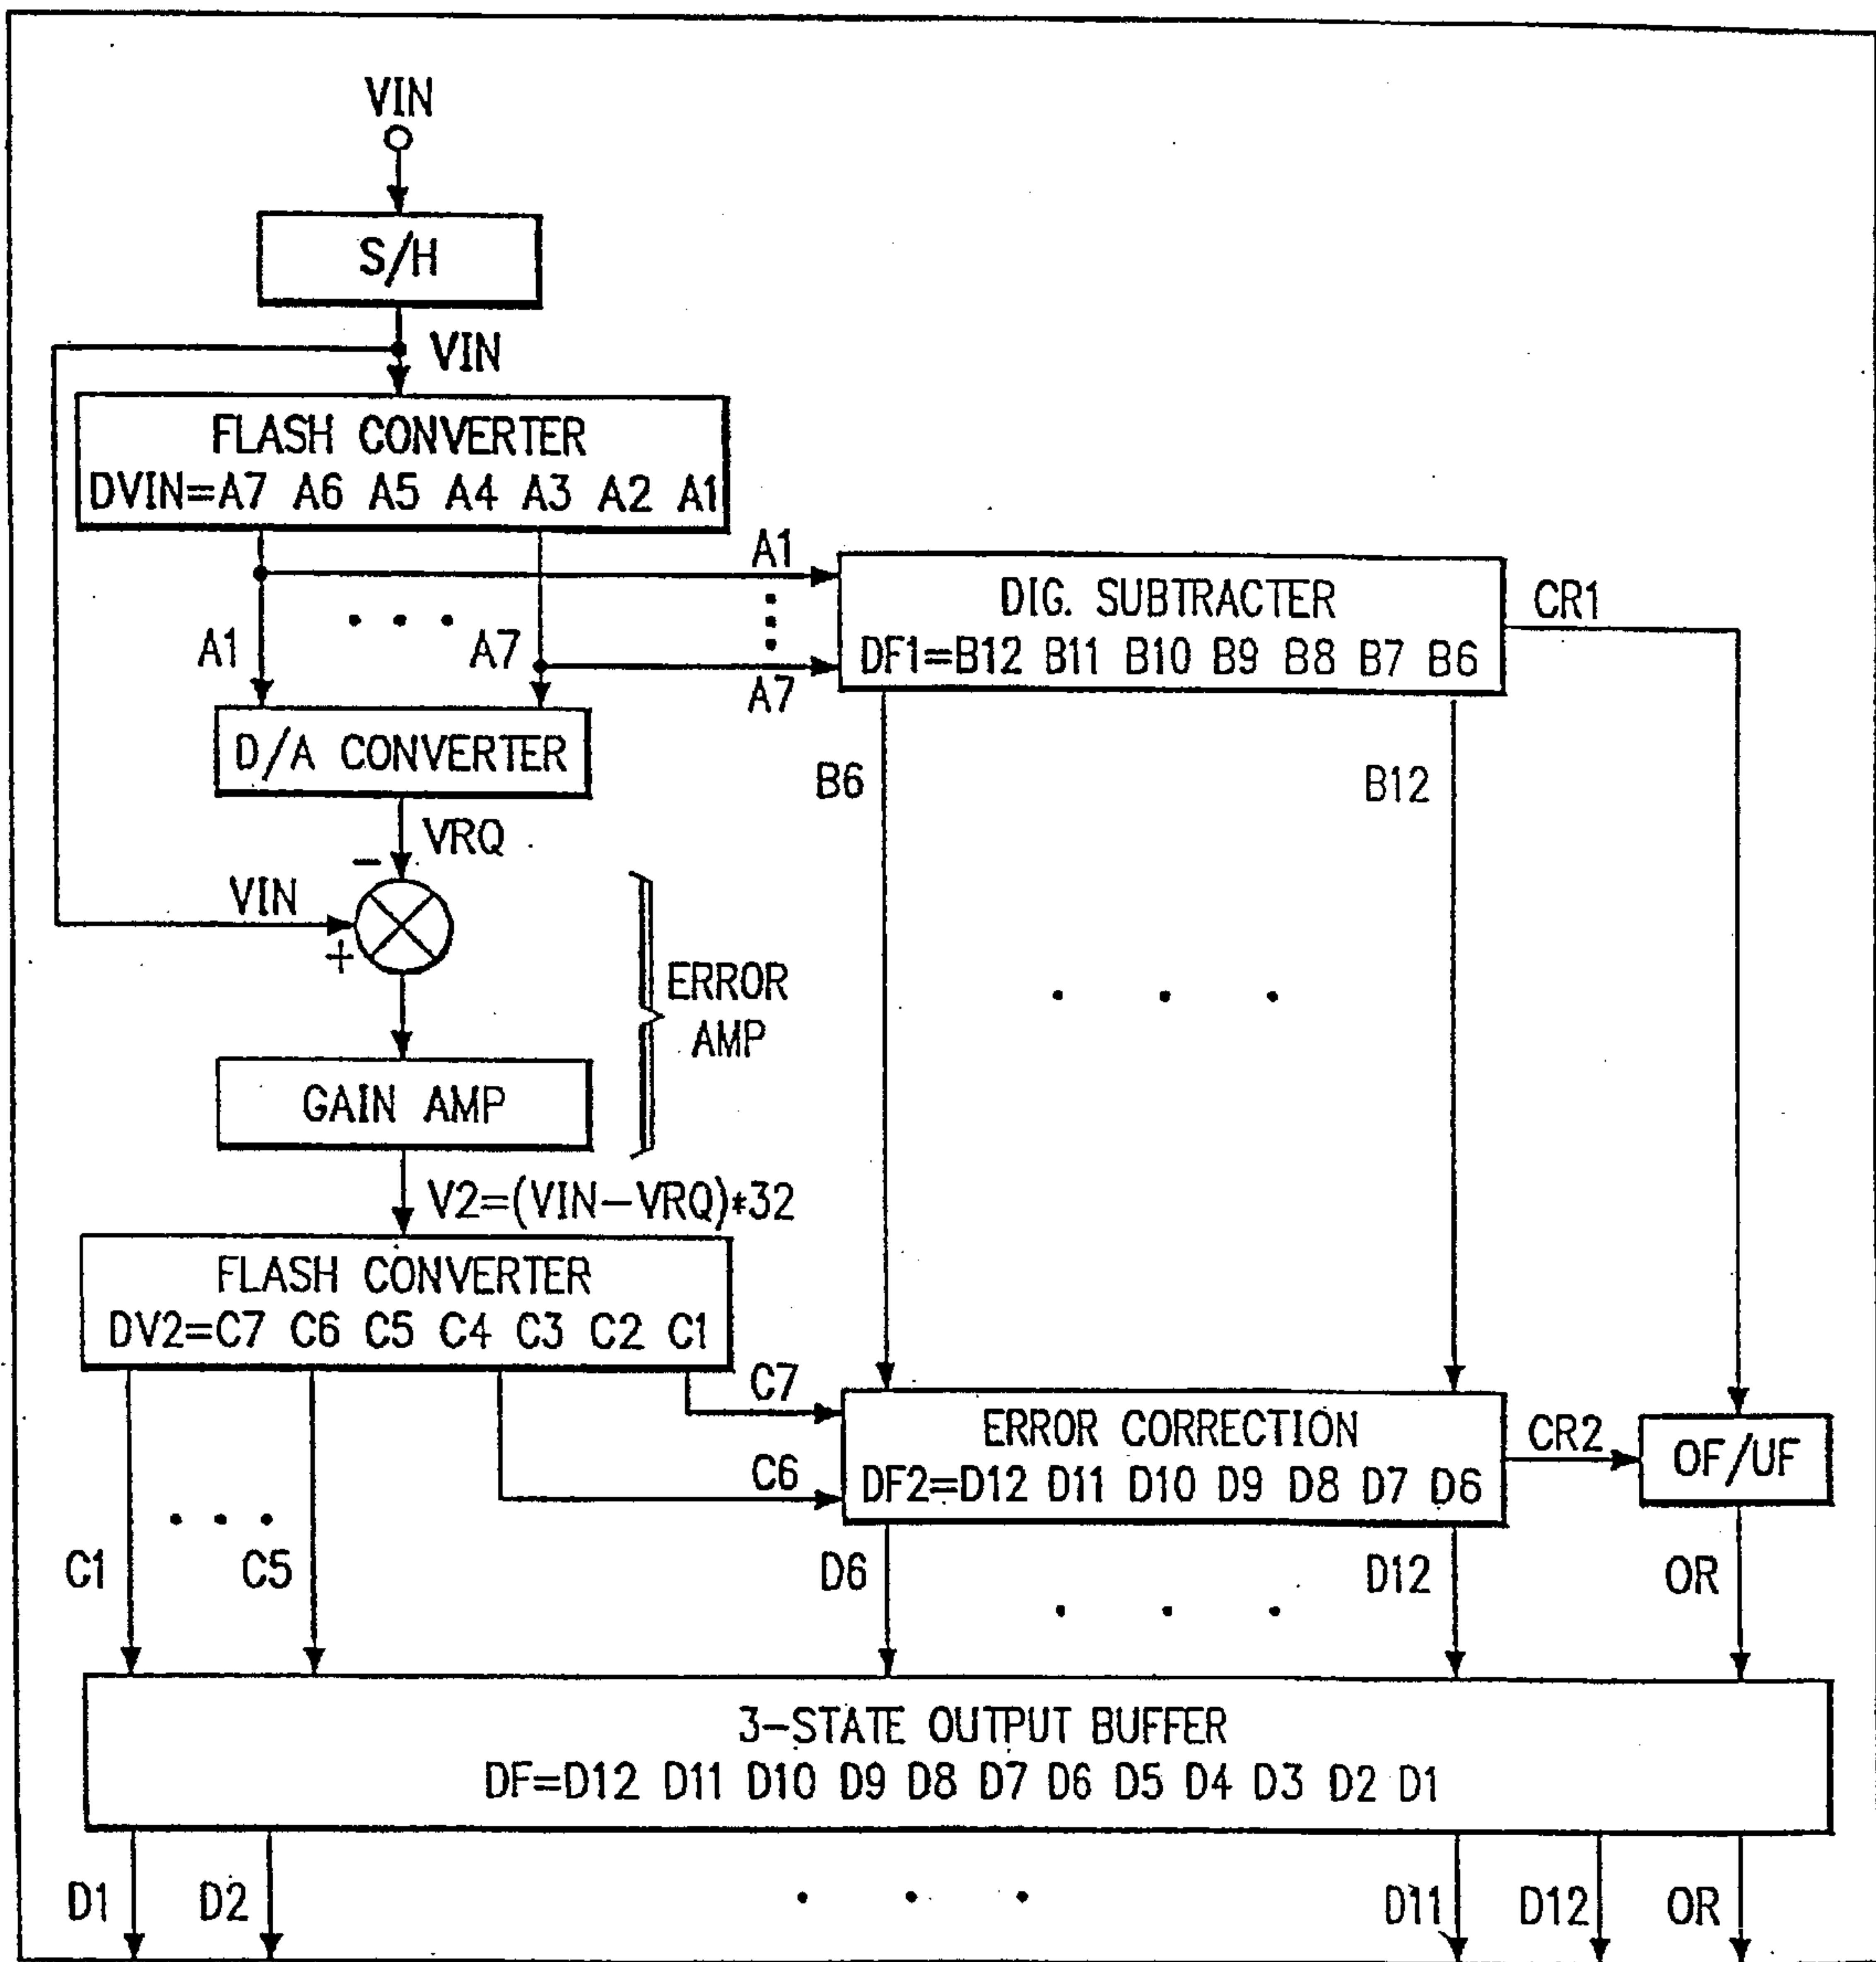 VIN
S/H
VIN
FLASH CONVERTER
DVIN=A7 A6 A5 A4 A3 A2 A1
A1
DIG. SUBTRACTER
DF1=B12 B11 B10 B9 B8 B7 B6
CR1
A1
A7
A7
D/A CONVERTER
B6
B12
VRQ
-
VIN
+
ERROR
AMP
GAIN AMP
V2=(VIN-VRQ)*32
FLASH CONVERTER
DV2=C7 C6 C5 C4 C3 C2 C1
C7
C6
ERROR CORRECTION
DF2=D12 D11 D10 D9 D8 D7 D6
CR2
OF/UF
C1
C5
D6
D12
OR
3-STATE OUTPUT BUFFER
DF=D12 D11 D10 D9 D8 D7 D6 D5 D4 D3 D2 D1
D1
D2
D11
D12
OR